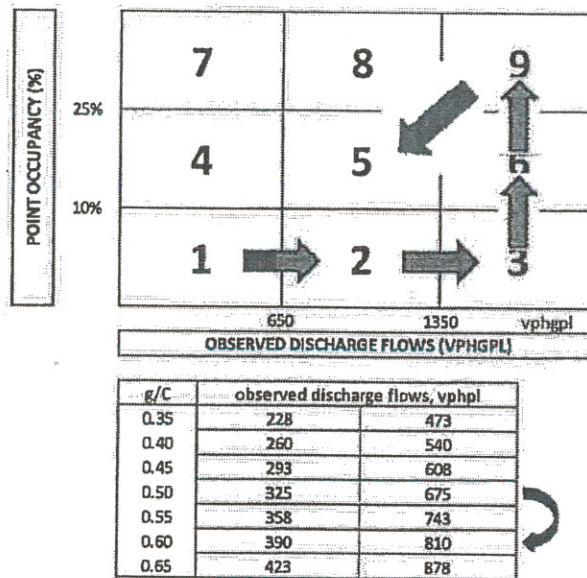 POINT OCCUPANCY (%)
7 8 9
25%
4 5 6
10%
1 2 3
650 1350 vphgpl
OBSERVED DISCHARGE FLOWS (VPHGPL)
g/C observed discharge flows, vphpl
0.35 228 473
0.40 260 540
0.45 293 608
0.50 325 675
0.55 358 743
0.60 390 810
0.65 423 878